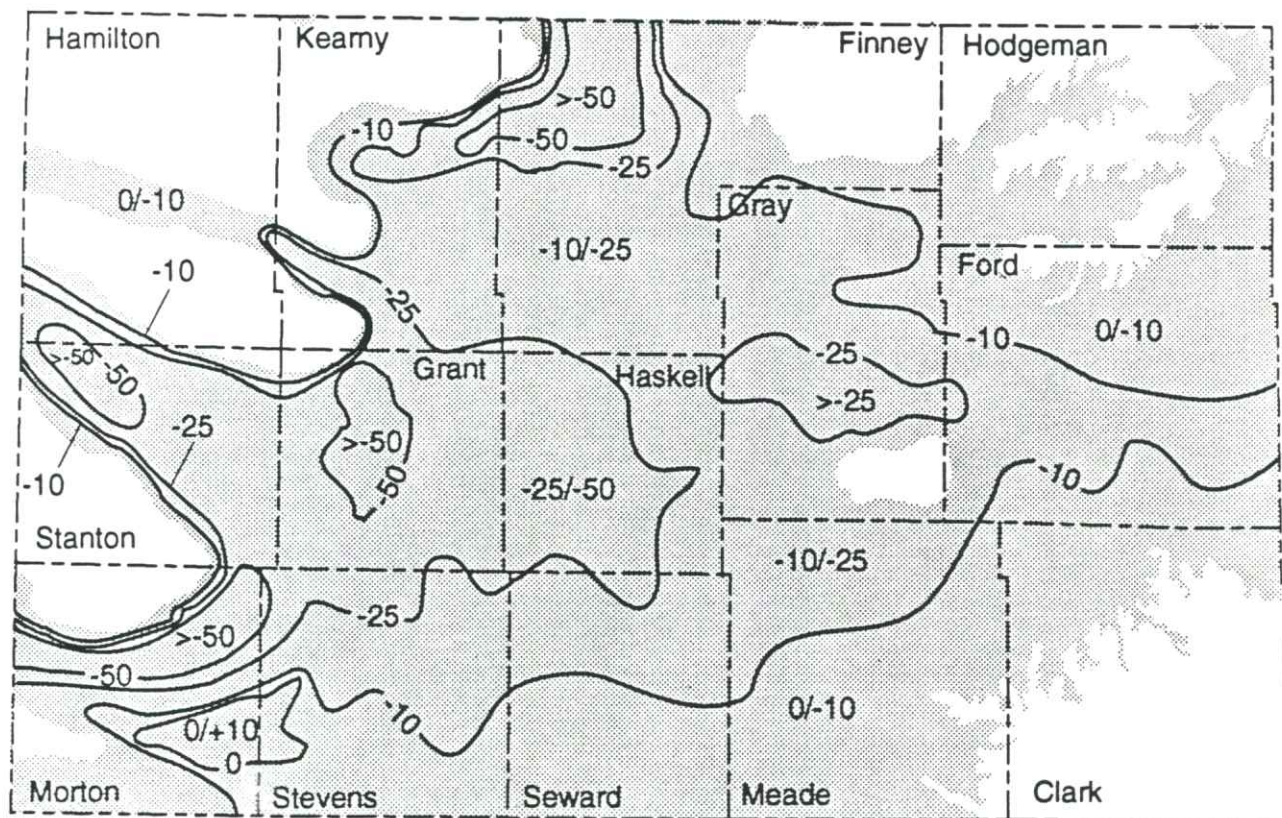 Hamilton
Kearny
Finney
Hodgeman
>-50
-10
-50
-25
0/-10
Gray
-10/-25
Ford
-10
-25
-10
0/-10
>-50
-50
Grant
Haskell
-25
>-25
-25
>-50
-10
-50
-25/-50
-10
Stanton
-10/-25
>-50
-25
-50
-10
0/-10
0/+10
0
Morton
Stevens
Seward
Meade
Clark